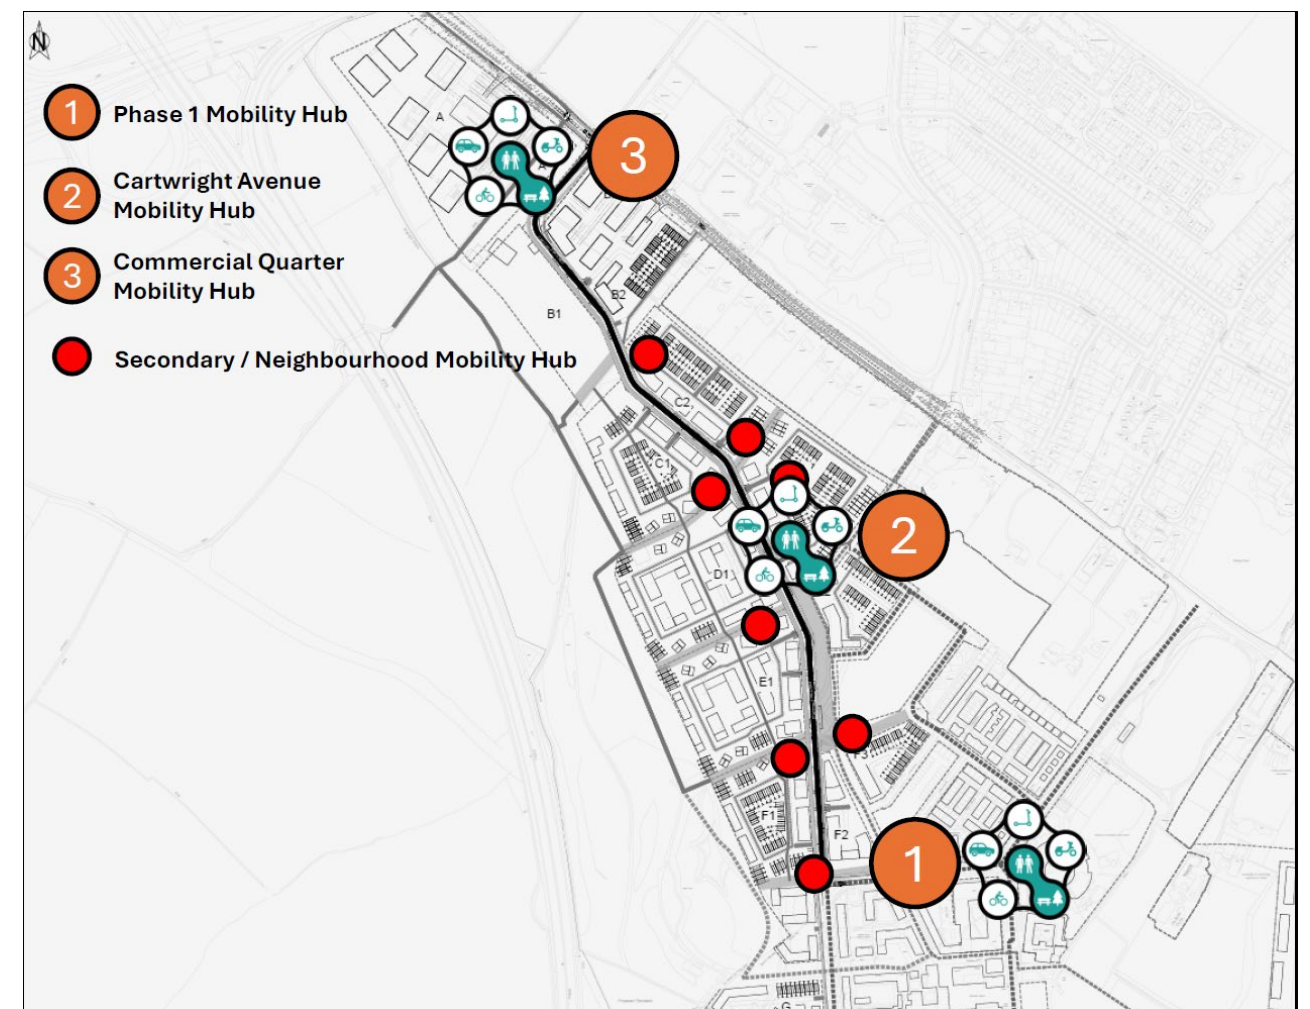 N
1 Phase 1 Mobility Hub
2 Cartwright Avenue
Mobility Hub
3 Commercial Quarter
Mobility Hub
Secondary / Neighbourhood Mobility Hub
A
3
B2
B1
C2
C1
2
D1
E1
F3
F1
F2
1
G